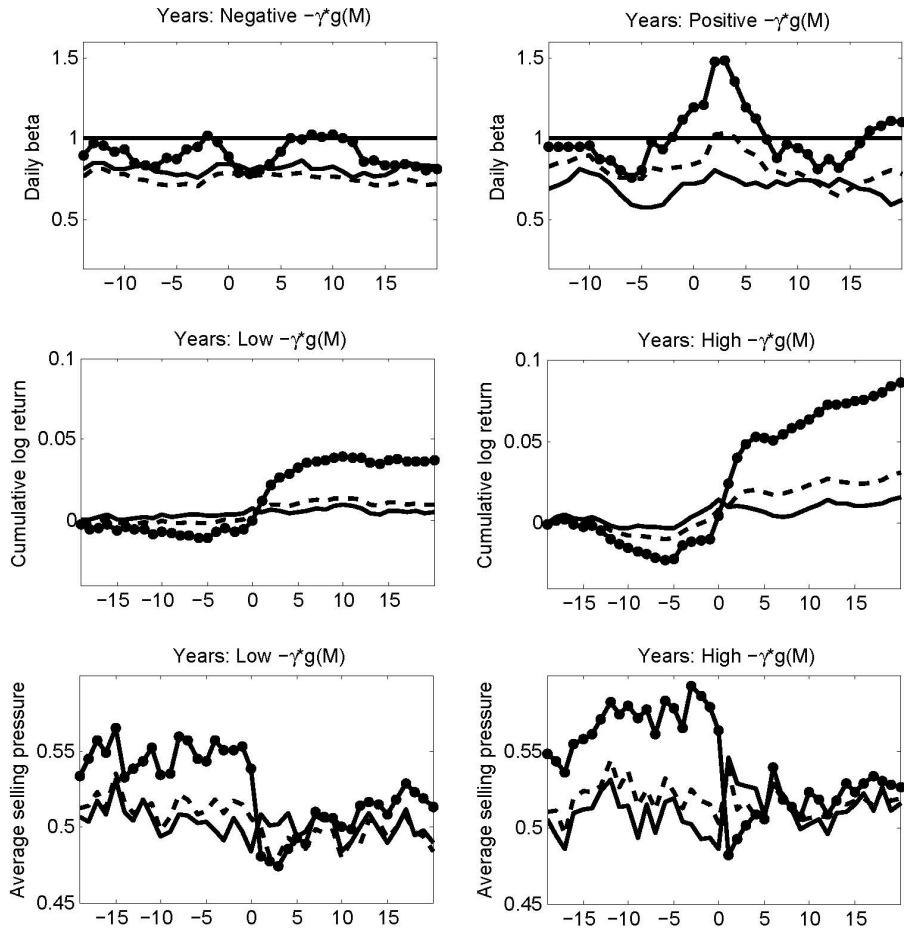 Years: Negative −γ*g(M)
Daily beta
1.5
1
0.5
−10 −5 0 5 10 15
Years: Positive −γ*g(M)
Daily beta
1.5
1
0.5
−10 −5 0 5 10 15
Years: Low −γ*g(M)
Cumulative log return
0.1
0.05
0
−15 −10 −5 0 5 10 15
Years: High −γ*g(M)
Cumulative log return
0.1
0.05
0
−15 −10 −5 0 5 10 15
Years: Low −γ*g(M)
Average selling pressure
0.55
0.5
0.45
−15 −10 −5 0 5 10 15
Years: High −γ*g(M)
Average selling pressure
0.55
0.5
0.45
−15 −10 −5 0 5 10 15